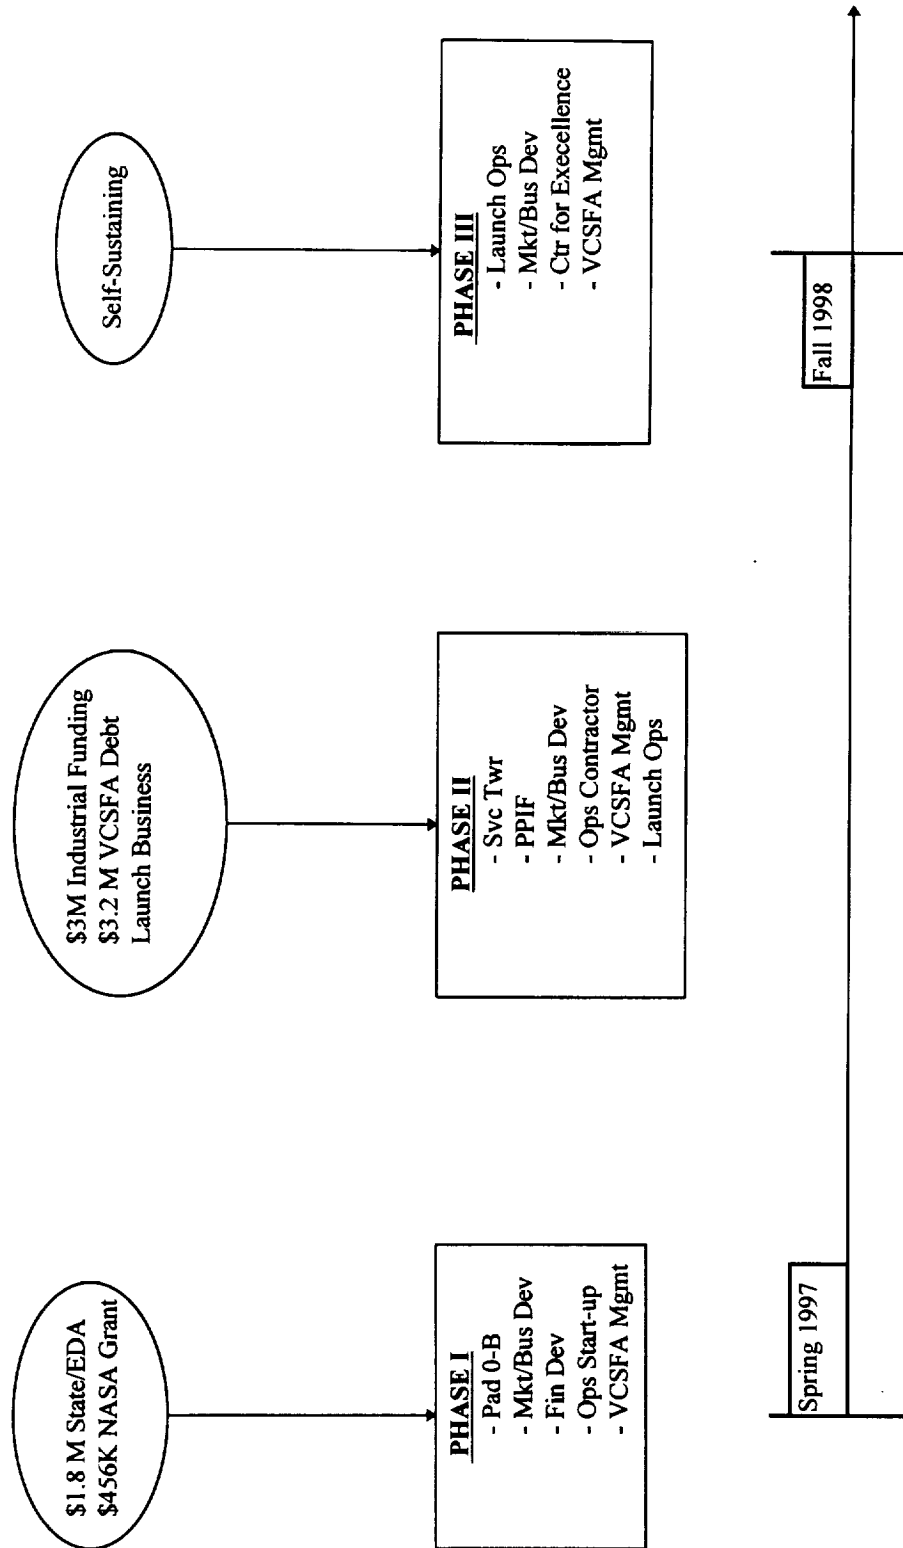 $1.8 M State/EDA
$456K NASA Grant
$3M Industrial Funding
$3.2 M VCSFA Debt
Launch Business
Self-Sustaining
PHASE I
- Pad 0-B
- Mkt/Bus Dev
- Fin Dev
- Ops Start-up
- VCSFA Mgmt
PHASE II
- Svc Twr
- PPIF
- Mkt/Bus Dev
- Ops Contractor
- VCSFA Mgmt
- Launch Ops
PHASE III
- Launch Ops
- Mkt/Bus Dev
- Ctr for Execellence
- VCSFA Mgmt
Spring 1997
Fall 1998